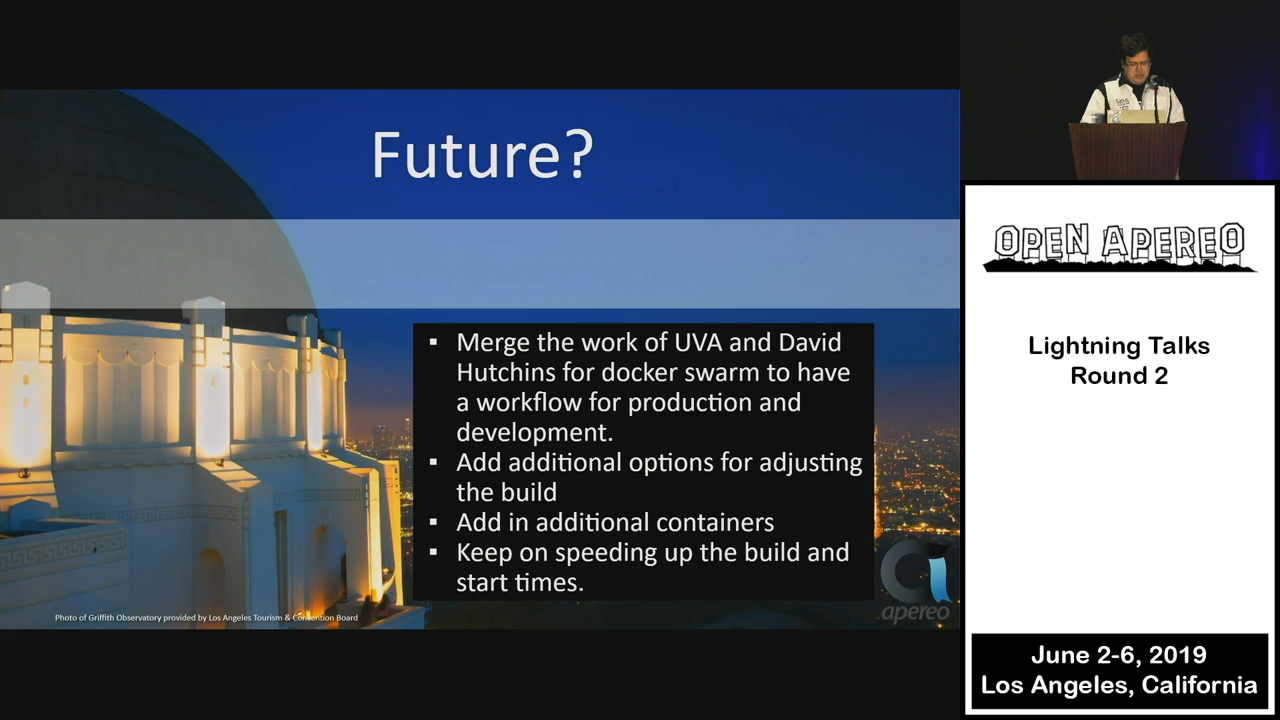 Future?
▪ Merge the work of UVA and David
Hutchins for docker swarm to have
a workflow for production and
development.
▪ Add additional options for adjusting
the build
▪ Add in additional containers
▪ Keep on speeding up the build and
start times.
Photo of Griffith Observatory provided by Los Angeles Tourism & Convention Board
apereo
OPEN APEREO
Lightning Talks
Round 2
June 2-6, 2019
Los Angeles, California